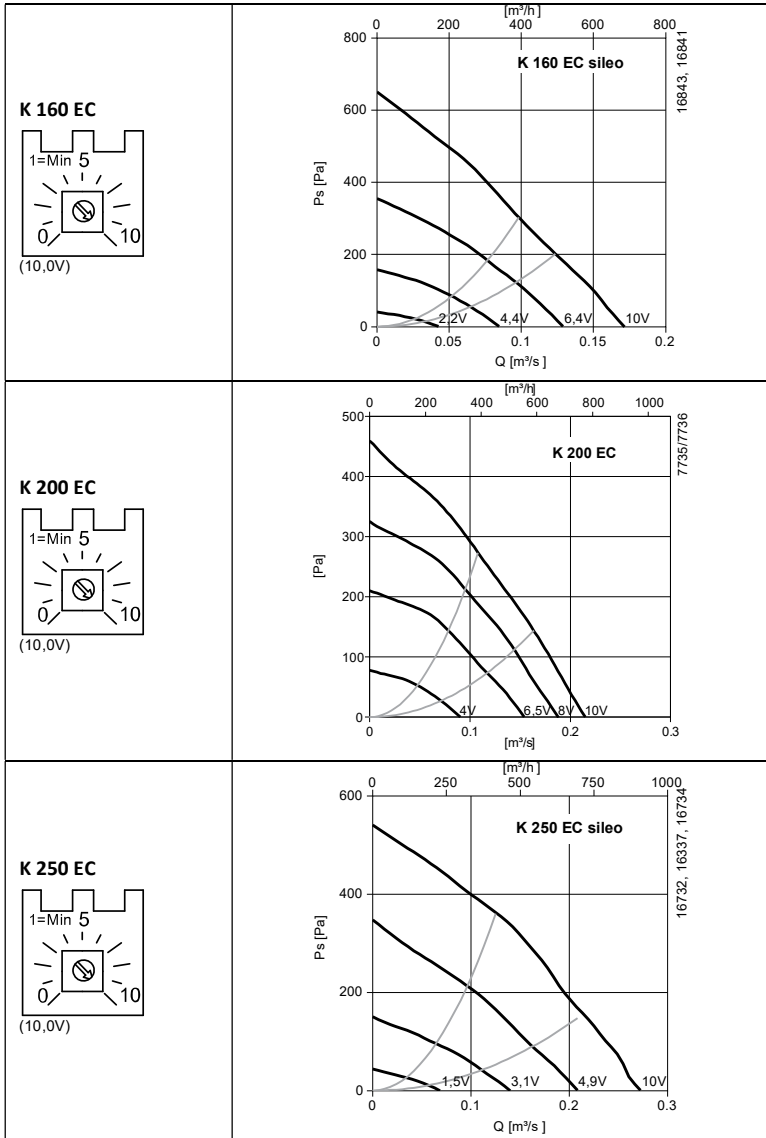 K 160 EC
1=Min 5
0 10
(10,0V)
[m³/h ]
0 200 400 600 800
800
600
400
200
0
Ps [Pa]
K 160 EC sileo
16843, 16841
2,2V 4,4V 6,4V 10V
0 0.05 0.1 0.15 0.2
Q [m³/s ]
K 200 EC
1=Min 5
0 10
(10,0V)
[m³/h]
0 200 400 600 800 1000
500
400
300
200
100
0
[Pa]
K 200 EC
7735/7736
4V 6,5V 8V 10V
0 0.1 0.2 0.3
[m³/s]
K 250 EC
1=Min 5
0 10
(10,0V)
[m³/h ]
0 250 500 750 1000
600
400
200
0
Ps [Pa]
K 250 EC sileo
16732, 16337, 16734
1,5V 3,1V 4,9V 10V
0 0.1 0.2 0.3
Q [m³/s ]